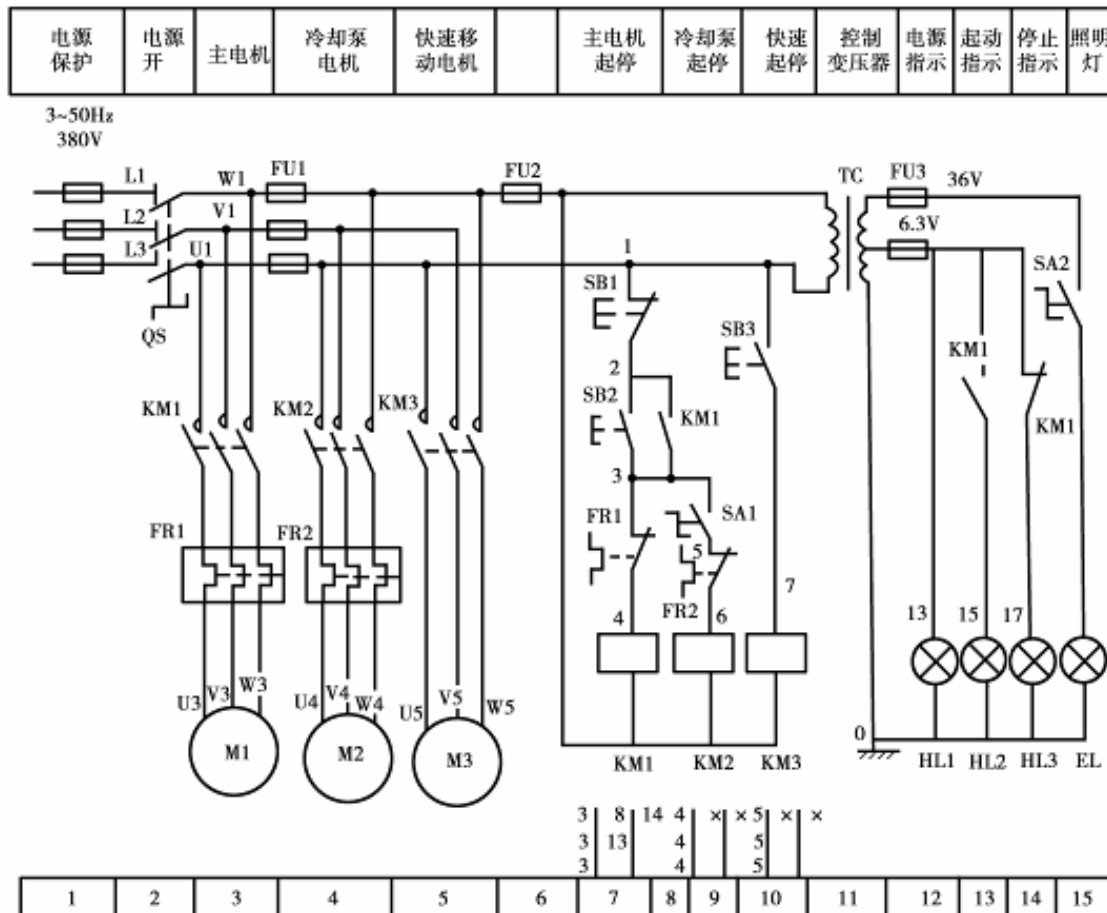 电源保护
电源开
主电机
冷却泵电机
快速移动电机
主电机起停
冷却泵起停
快速起停
控制变压器
电源指示
起动指示
停止指示
照明灯
3~50Hz
380V
L1
W1
FU1
FU2
TC
FU3
36V
L2
V1
6.3V
L3
U1
1
SB1
SA2
QS
SB3
2
KM1
KM1
KM2
KM3
SB2
KM1
KM1
3
FR1
FR2
FR1
SA1
5
7
FR2
4
6
13
15
17
U3
V3
W3
U4
V4
W4
U5
V5
W5
M1
M2
M3
0
KM1
KM2
KM3
HL1
HL2
HL3
EL
3 8 14 4 × × 5 × ×
3 13 4 5
3 4 5
1 2 3 4 5 6 7 8 9 10 11 12 13 14 15